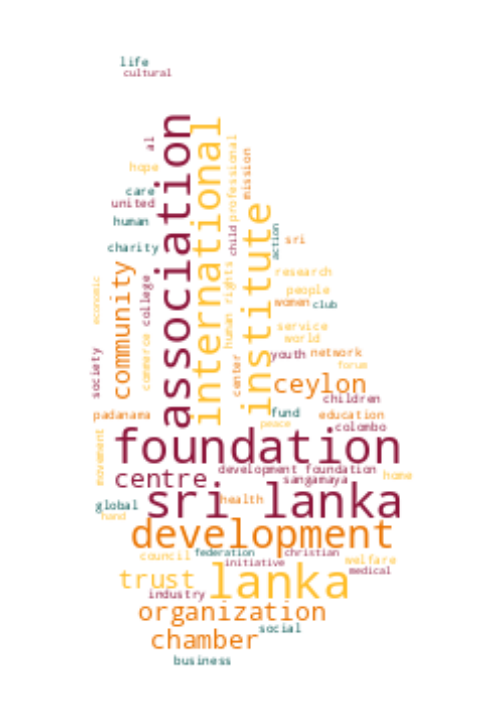 life
cultural
association
international
al
professional
mission
hope
care
united
institute
human
child
action
sri
charity
community
human rights
research
economic
college
people
women club
service
world
commerce
society
center
youth network
forum
ceylon
children
padanama
fund
education
peace
colombo
foundation
movement
development foundation
centre
sangamaya
home
sri lanka
health
global
hand
development
council
federation
christian
initiative
welfare
medical
trust
lanka
industry
organization
social
chamber
business